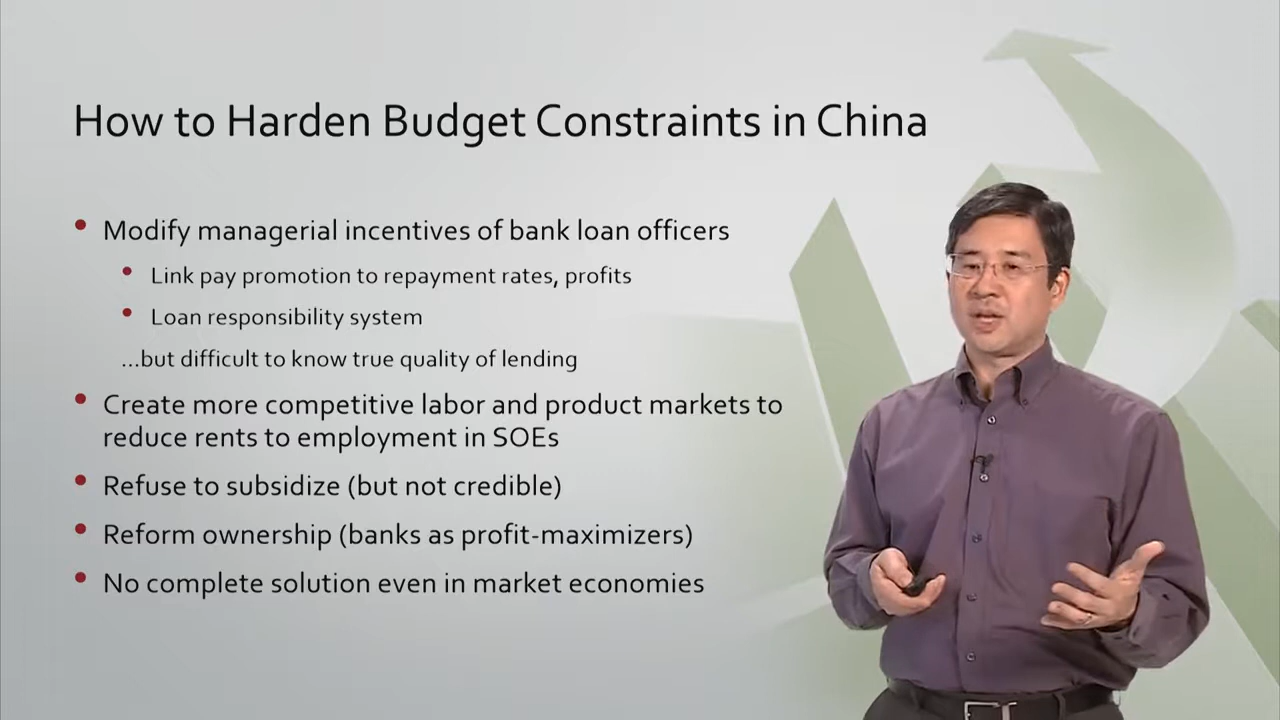 How to Harden Budget Constraints in China
• Modify managerial incentives of bank loan officers
• Link pay promotion to repayment rates, profits
• Loan responsibility system
...but difficult to know true quality of lending
• Create more competitive labor and product markets to
reduce rents to employment in SOEs
• Refuse to subsidize (but not credible)
• Reform ownership (banks as profit-maximizers)
• No complete solution even in market economies